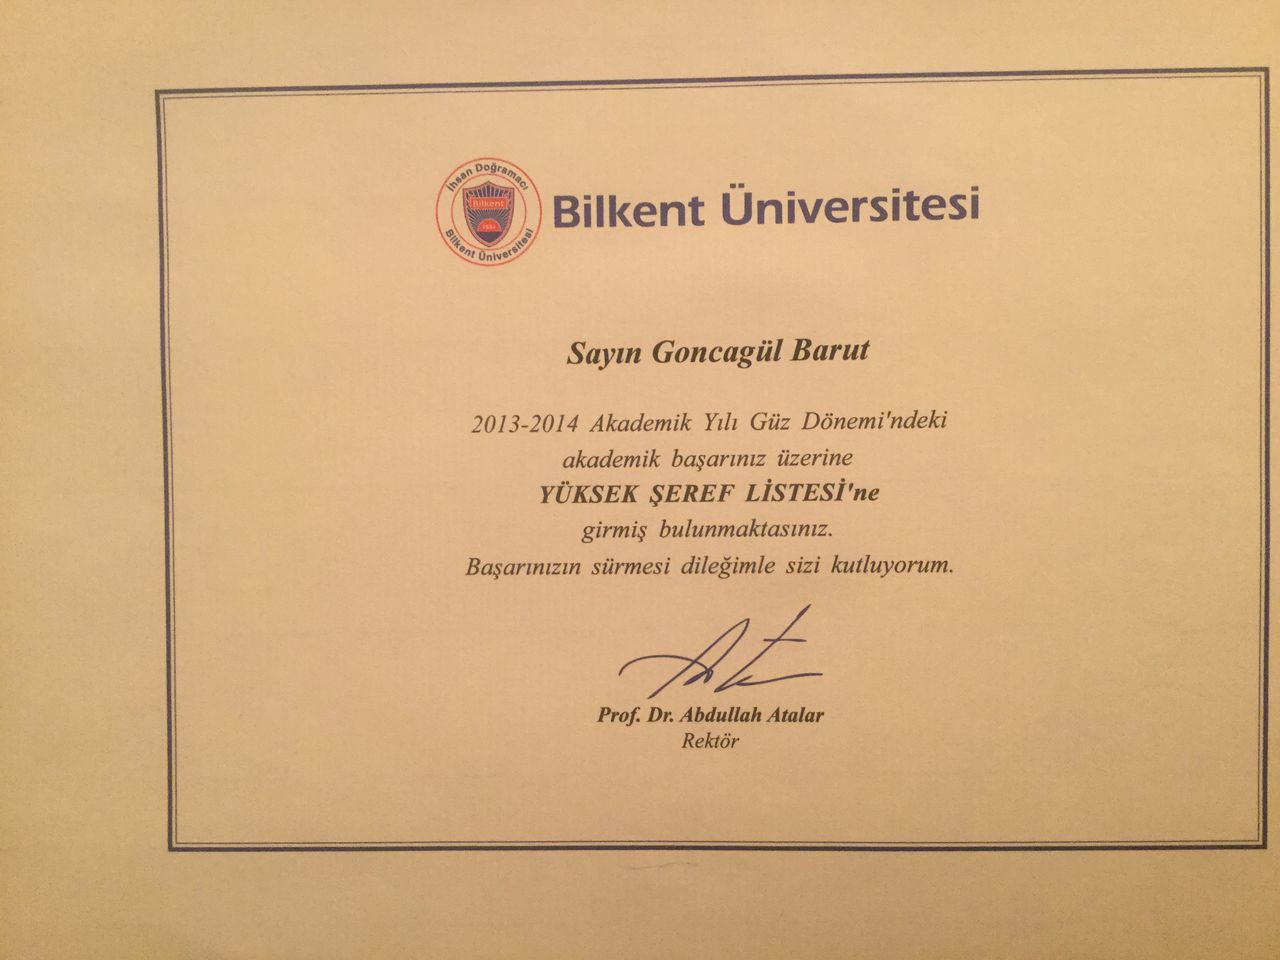 İhsan Doğramacı
Bilkent
1984
Bilkent Üniversitesi
Bilkent Üniversitesi
Sayın Goncagül Barut
2013-2014 Akademik Yılı Güz Dönemi'ndeki
akademik başarınız üzerine
YÜKSEK ŞEREF LİSTESİ'ne
girmiş bulunmaktasınız.
Başarınızın sürmesi dileğimle sizi kutluyorum.
Prof. Dr. Abdullah Atalar
Rektör